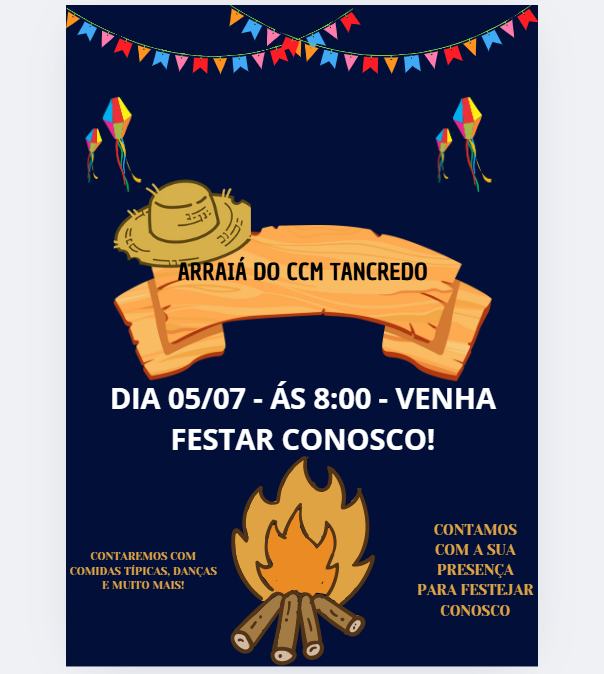 ARRAIÁ DO CCM TANCREDO
DIA 05/07 - ÁS 8:00 - VENHA
FESTAR CONOSCO!
CONTAREMOS COM
COMIDAS TÍPICAS, DANÇAS
E MUITO MAIS!
CONTAMOS
COM A SUA
PRESENÇA
PARA FESTEJAR
CONOSCO